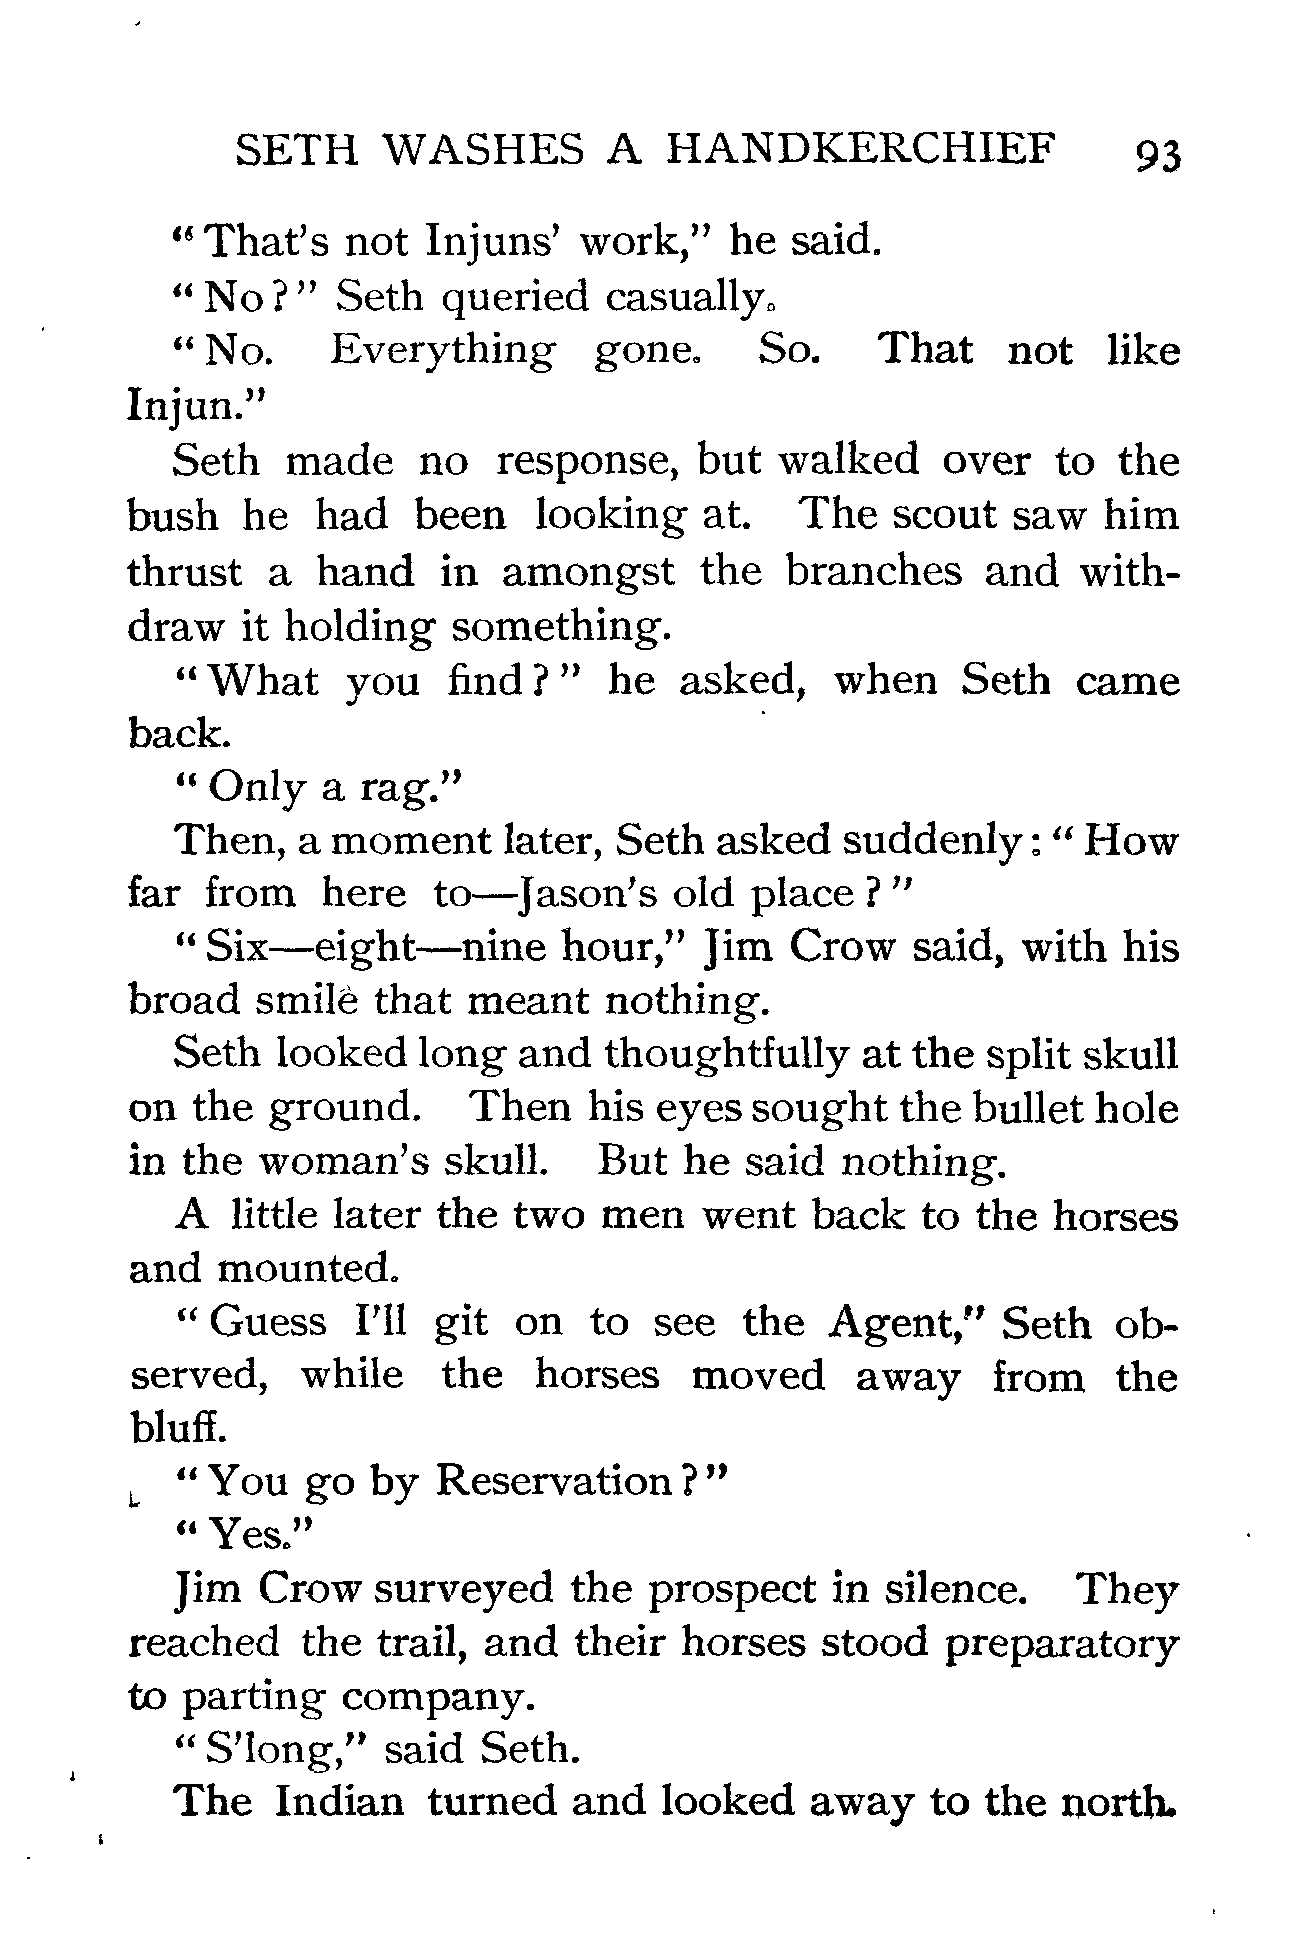 SETH WASHES A HANDKERCHIEF 93
"That's not Injuns' work," he said.
"No?" Seth queried casually.
"No. Everything gone. So. That not like
Injun."
Seth made no response, but walked over to the
bush he had been looking at. The scout saw him
thrust a hand in amongst the branches and with-
draw it holding something.
"What you find?" he asked, when Seth came
back.
"Only a rag."
Then, a moment later, Seth asked suddenly: "How
far from here to—Jason's old place?"
"Six—eight—nine hour," Jim Crow said, with his
broad smile that meant nothing.
Seth looked long and thoughtfully at the split skull
on the ground. Then his eyes sought the bullet hole
in the woman's skull. But he said nothing.
A little later the two men went back to the horses
and mounted.
"Guess I'll git on to see the Agent," Seth ob-
served, while the horses moved away from the
bluff.
"You go by Reservation?"
"Yes."
Jim Crow surveyed the prospect in silence. They
reached the trail, and their horses stood preparatory
to parting company.
"S'long," said Seth.
The Indian turned and looked away to the north.